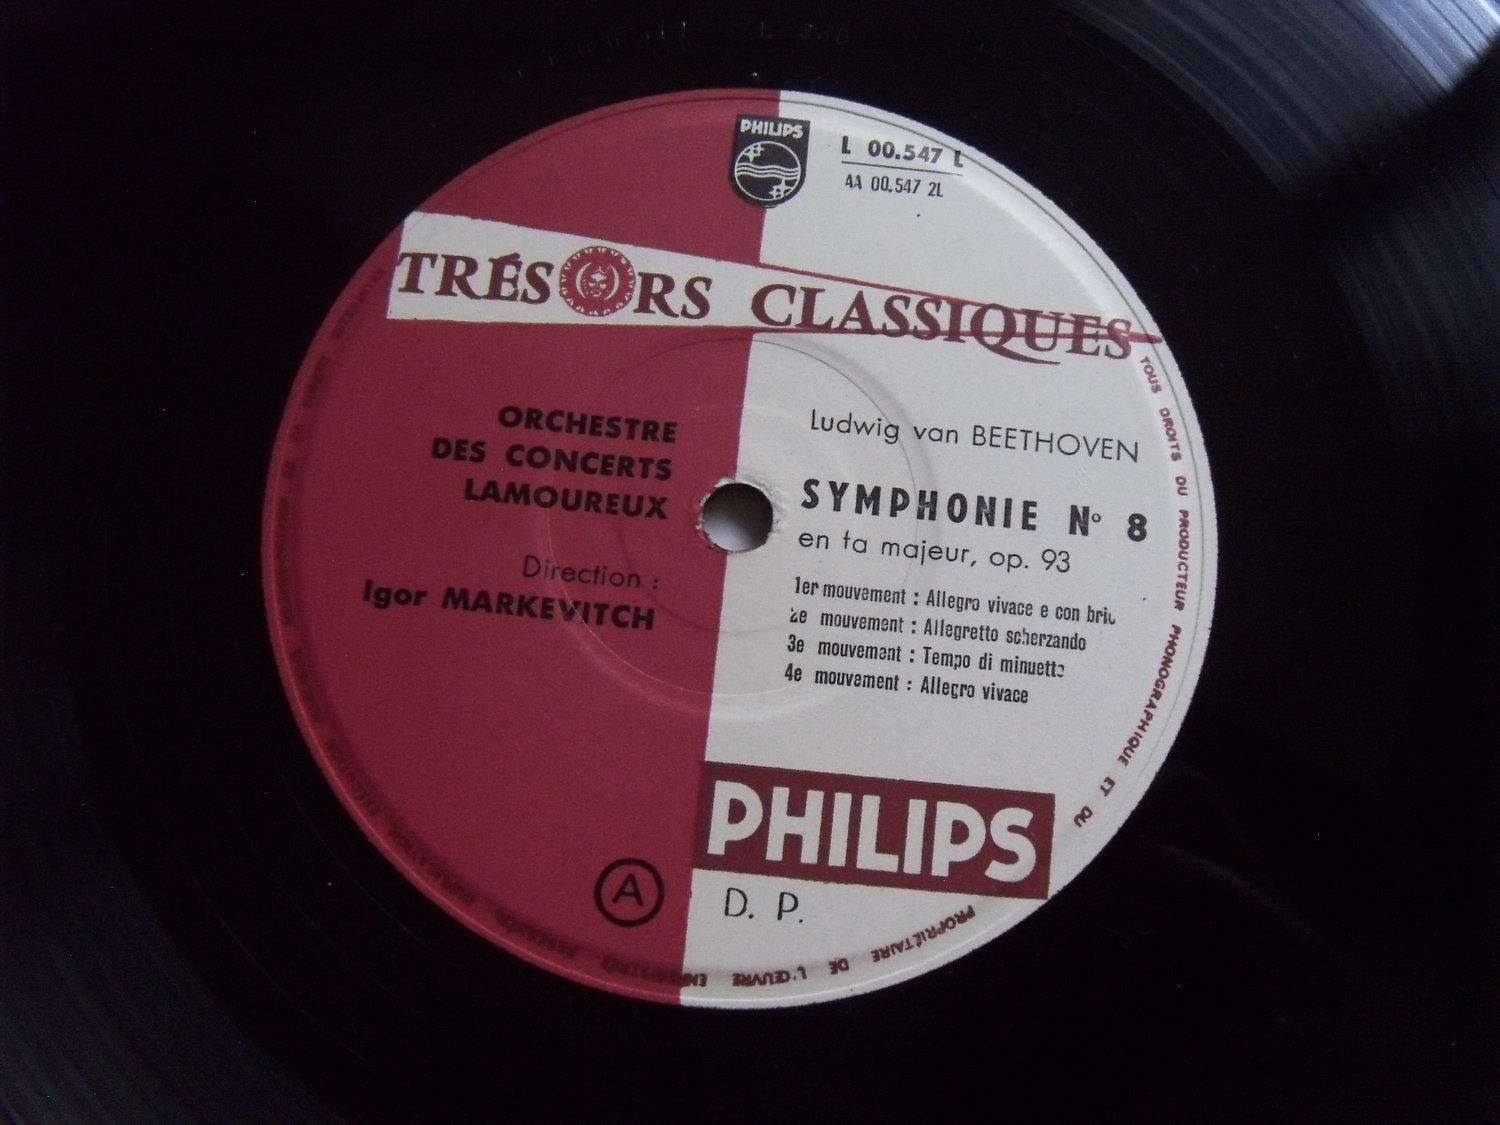 PHILIPS
L 00.547 L
AA 00.547 2L
TRÉSORS CLASSIQUES
ORCHESTRE
DES CONCERTS
LAMOUREUX
Direction :
Igor MARKEVITCH
Ludwig van BEETHOVEN
SYMPHONIE No 8
en fa majeur, op. 93
1er mouvement : Allegro vivace e con brio
2e mouvement : Allegretto scherzando
3e mouvement : Tempo di minuetto
4e mouvement : Allegro vivace
PHILIPS
A
D. P.
TOUS DROITS DU PRODUCTEUR PHONOGRAPHIQUE ET DU
PROPRIÉTAIRE DE L'ŒUVRE